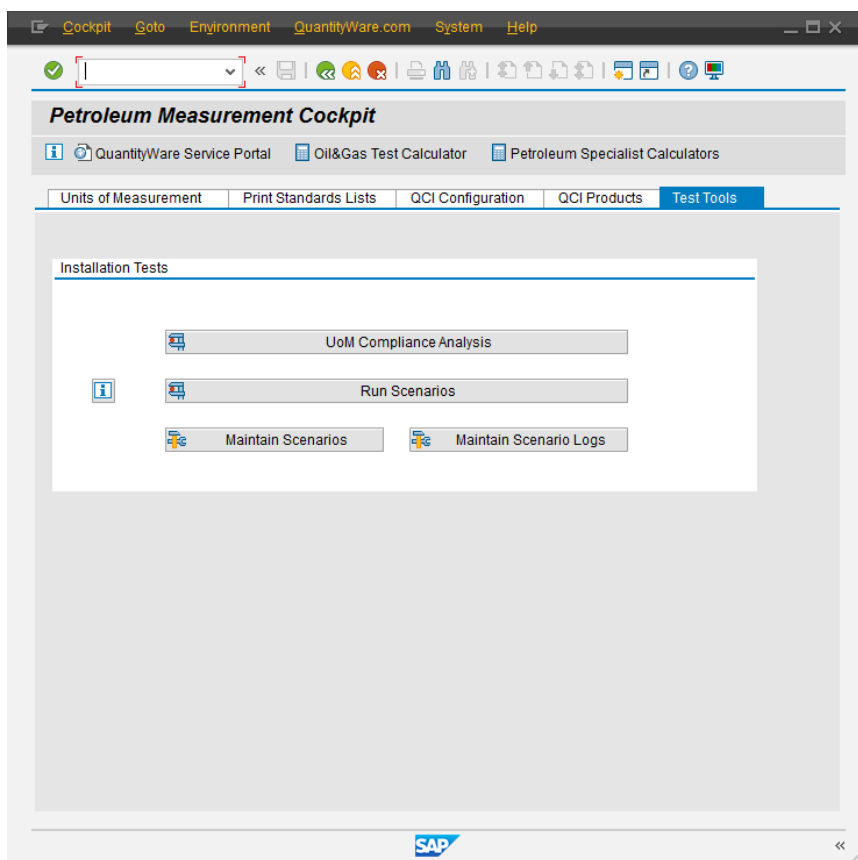 Cockpit Goto Environment QuantityWare.com System Help
Petroleum Measurement Cockpit
QuantityWare Service Portal Oil&Gas Test Calculator Petroleum Specialist Calculators
Units of Measurement Print Standards Lists QCI Configuration QCI Products Test Tools
Installation Tests
UoM Compliance Analysis
Run Scenarios
Maintain Scenarios Maintain Scenario Logs
SAP